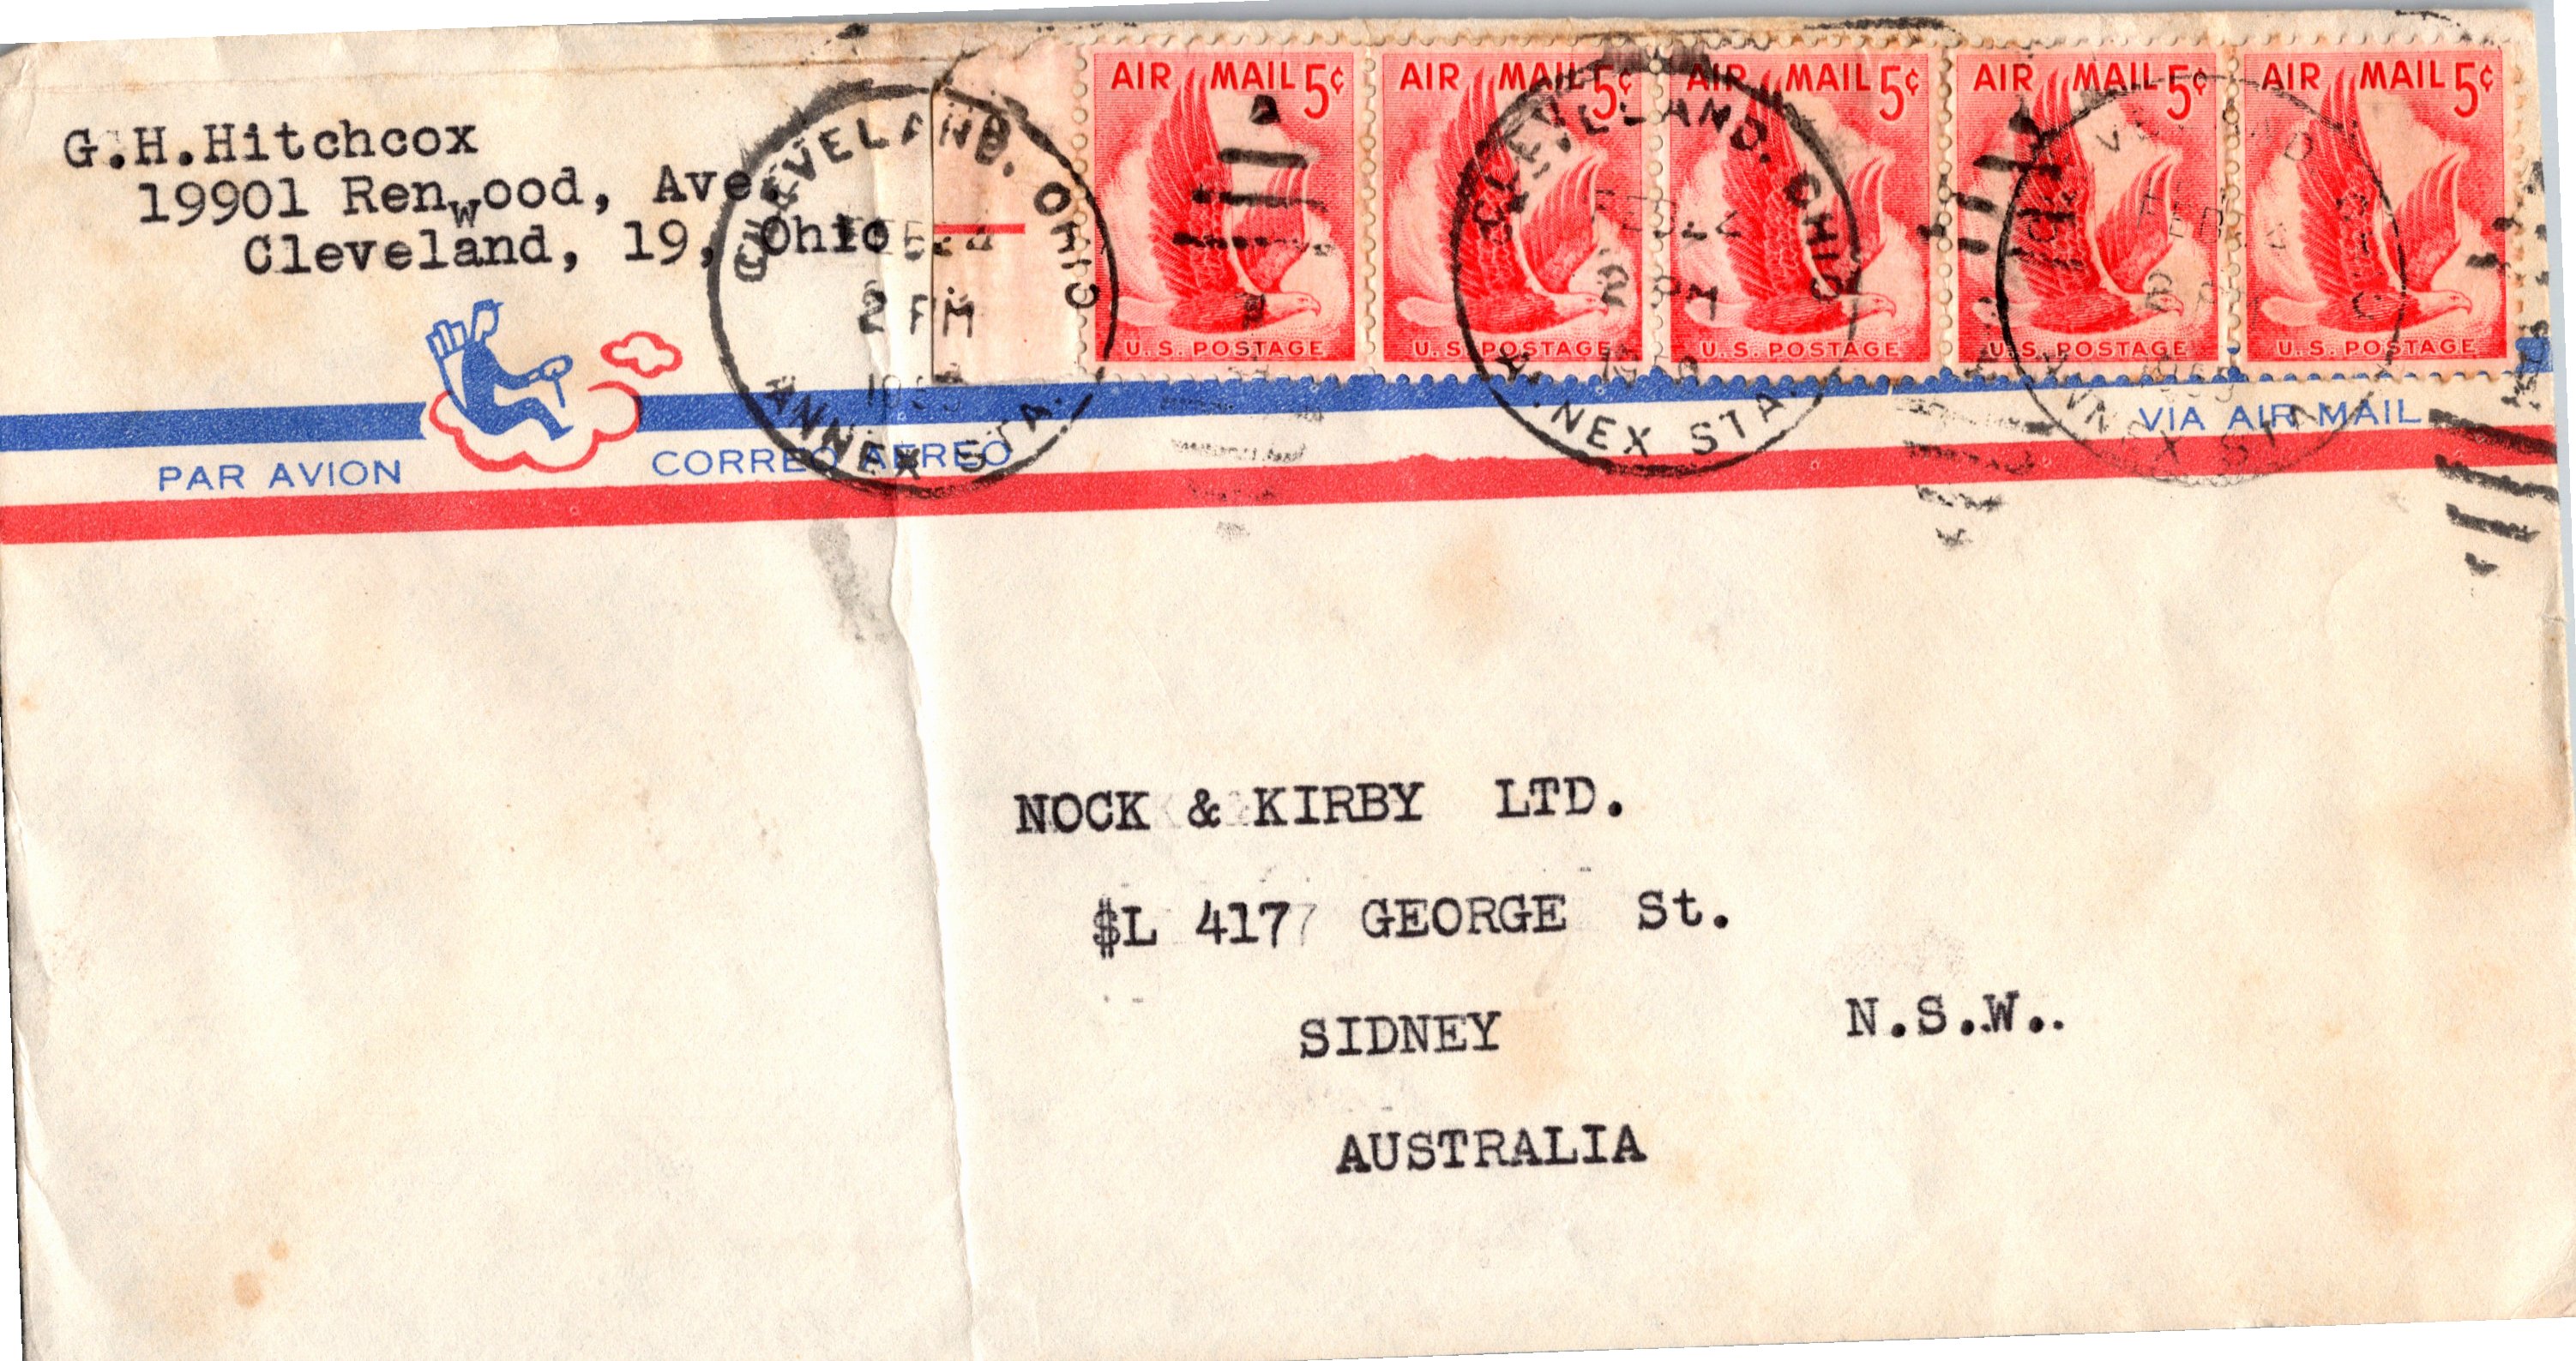 G.H.Hitchcox
19901 Renwood, Ave.
Cleveland, 19, Ohio
AIR MAIL 5¢
U.S. POSTAGE
AIR MAIL 5¢
U.S. POSTAGE
AIR MAIL 5¢
U.S. POSTAGE
AIR MAIL 5¢
U.S. POSTAGE
AIR MAIL 5¢
U.S. POSTAGE
CLEVELAND, OHIO
2 PM
ANNEX STA.
CLEVELAND, OHIO
2 PM
ANNEX STA.
PAR AVION
CORREO AEREO
VIA AIR MAIL
NOCK & KIRBY LTD.
$L 417 GEORGE St.
SIDNEY N.S.W..
AUSTRALIA